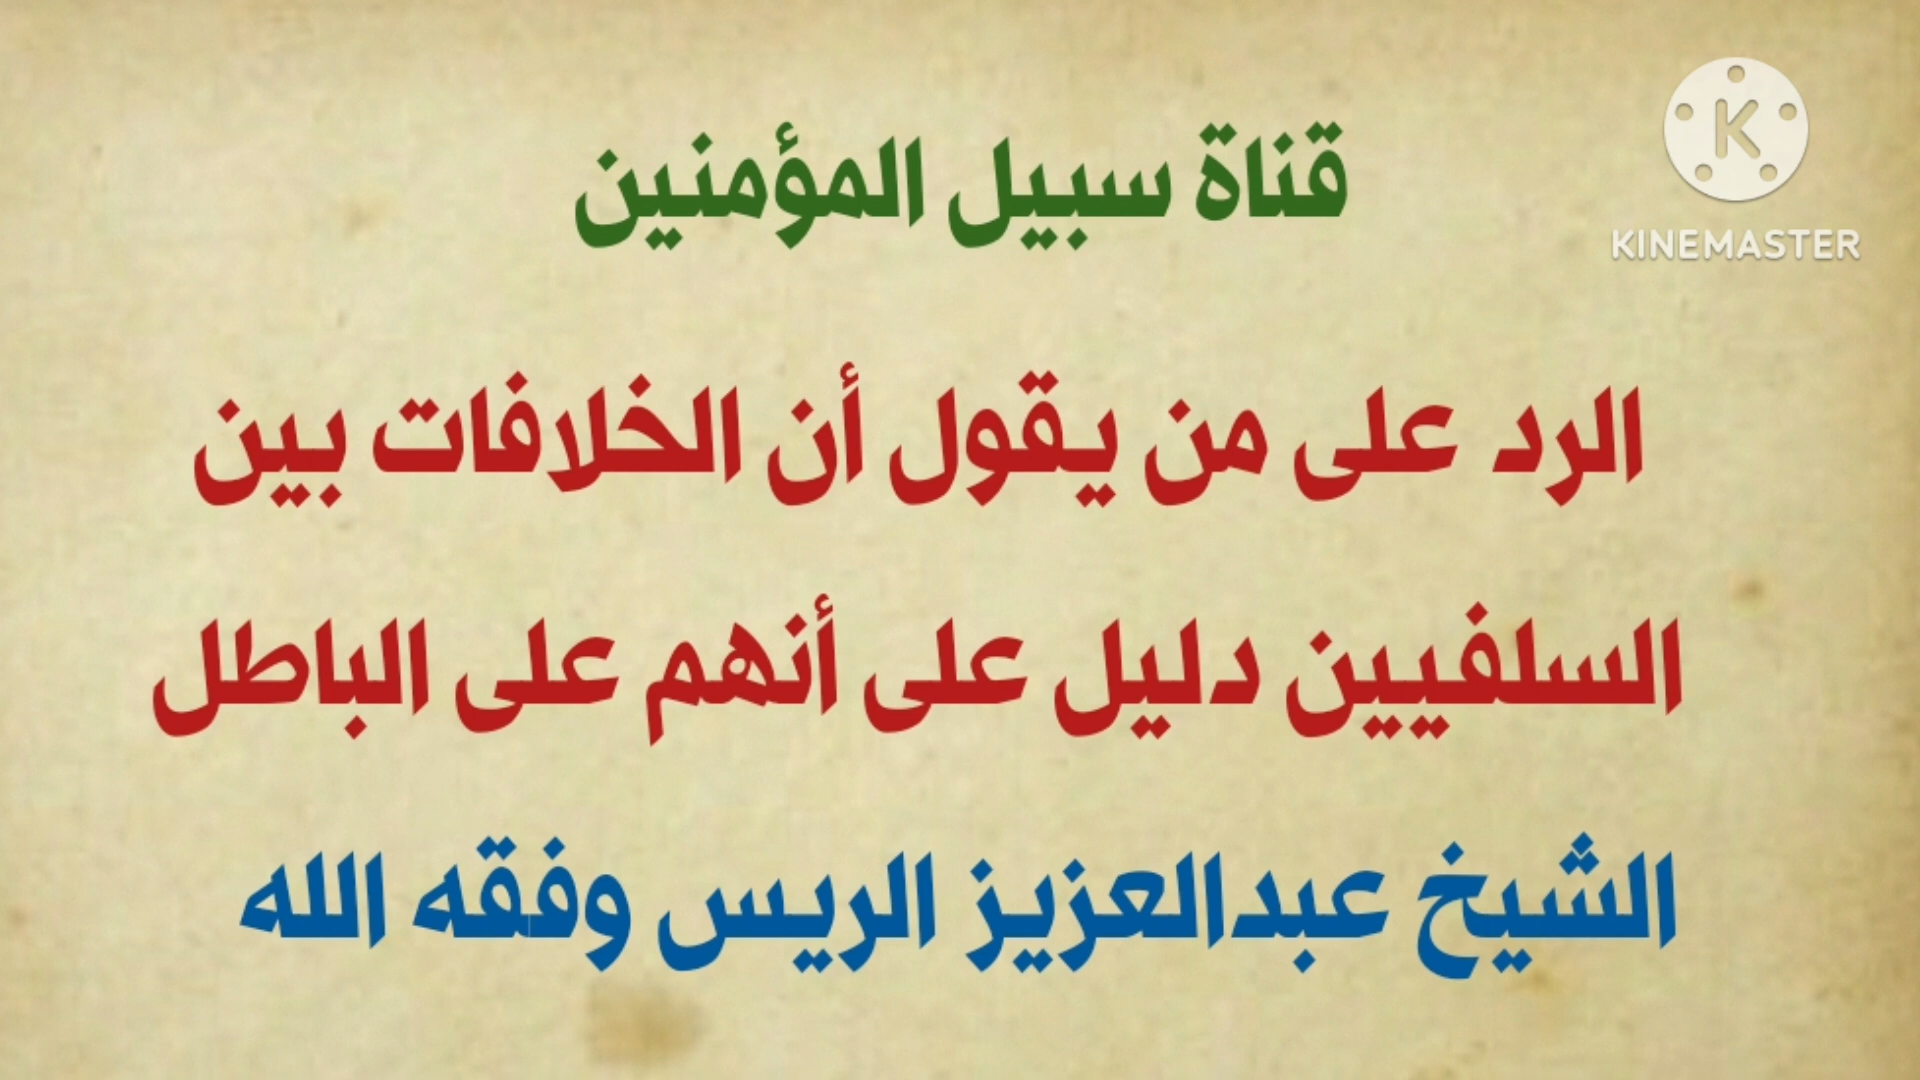 قناة سبيل المؤمنين
KINEMASTER
الرد على من يقول أن الخلافات بين
السلفيين دليل على أنهم على الباطل
الشيخ عبدالعزيز الريس وفقه الله